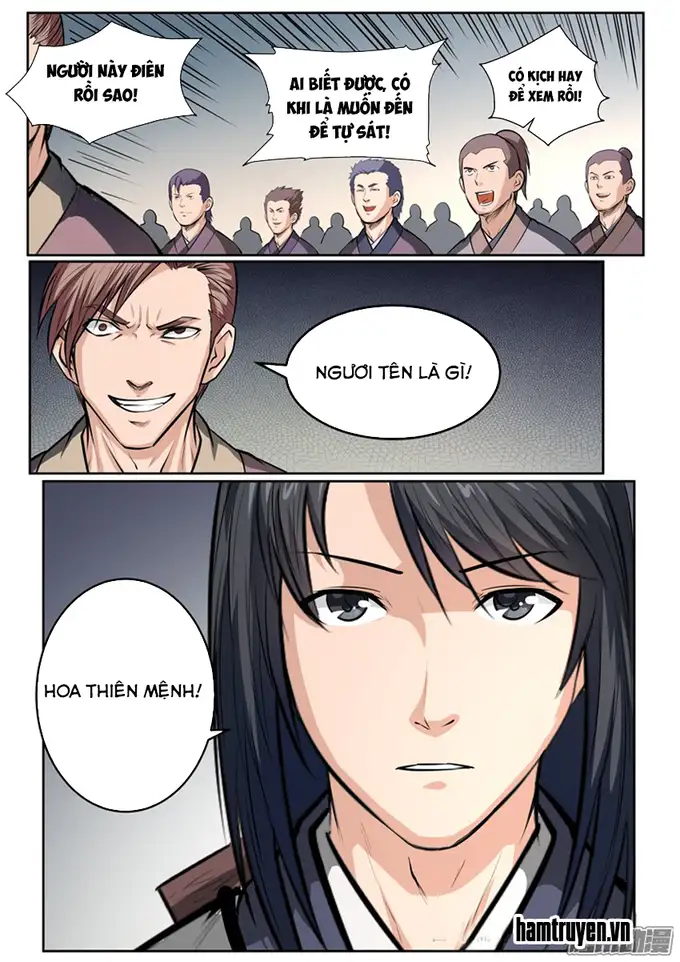 NGƯỜI NÀY ĐIÊN
RỒI SAO!
AI BIẾT ĐƯỢC, CÓ
KHI LÀ MUỐN ĐẾN
ĐỂ TỰ SÁT!
CÓ KỊCH HAY
ĐỂ XEM RỒI!
NGƯƠI TÊN LÀ GÌ!
HOA THIÊN MỆNH!
hamtruyen.vn